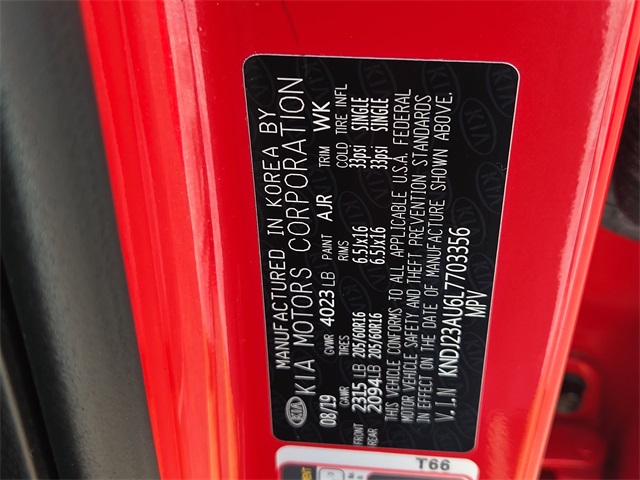 MANUFACTURED IN KOREA BY
KIA KIA MOTORS CORPORATION
08/19 GVWR 4023 LB PAINT AJR TRIM WK
GAWR TIRES RIMS COLD TIRE INFL
FRONT 2315 LB 205/60R16 6.5Jx16 33psi SINGLE
REAR 2094 LB 205/60R16 6.5Jx16 33psi SINGLE
THIS VEHICLE CONFORMS TO ALL APPLICABLE U.S.A. FEDERAL
MOTOR VEHICLE SAFETY AND THEFT PREVENTION STANDARDS
IN EFFECT ON THE DATE OF MANUFACTURE SHOWN ABOVE.
V.I.N KNDJ23AU6L7703356
MPV
T66